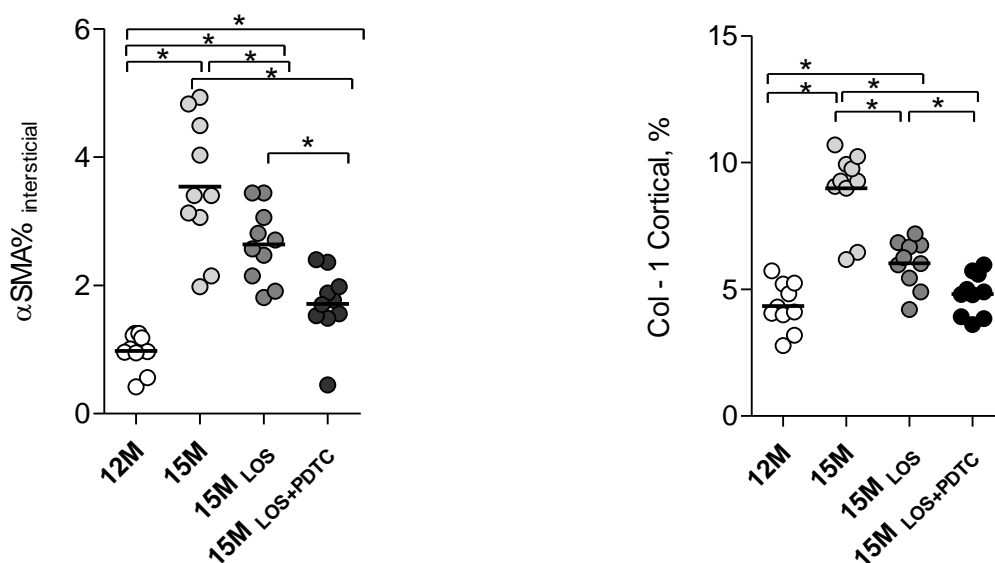 αSMA% intersticial
6
4
2
0
*
*
* *
*
*
12M
15M
15M LOS
15M LOS+PDTC
Col - 1 Cortical, %
15
10
5
0
*
* *
* *
12M
15M
15M LOS
15M LOS+PDTC